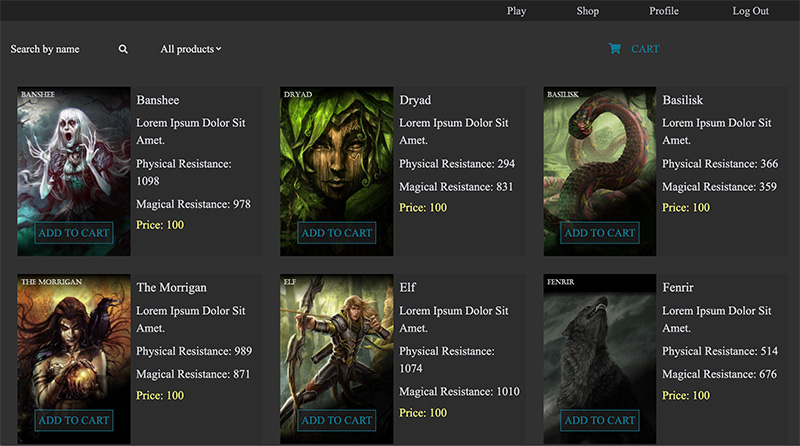 Play Shop Profile Log Out
Search by name All products CART
BANSHEE
Banshee
Lorem Ipsum Dolor Sit
Amet.
Physical Resistance:
1098
Magical Resistance: 978
Price: 100
ADD TO CART
DRYAD
Dryad
Lorem Ipsum Dolor Sit
Amet.
Physical Resistance: 294
Magical Resistance: 831
Price: 100
ADD TO CART
BASILISK
Basilisk
Lorem Ipsum Dolor Sit
Amet.
Physical Resistance: 366
Magical Resistance: 359
Price: 100
ADD TO CART
THE MORRIGAN
The Morrigan
Lorem Ipsum Dolor Sit
Amet.
Physical Resistance: 989
Magical Resistance: 871
Price: 100
ADD TO CART
ELF
Elf
Lorem Ipsum Dolor Sit
Amet.
Physical Resistance:
1074
Magical Resistance: 1010
Price: 100
ADD TO CART
FENRIR
Fenrir
Lorem Ipsum Dolor Sit
Amet.
Physical Resistance: 514
Magical Resistance: 676
Price: 100
ADD TO CART